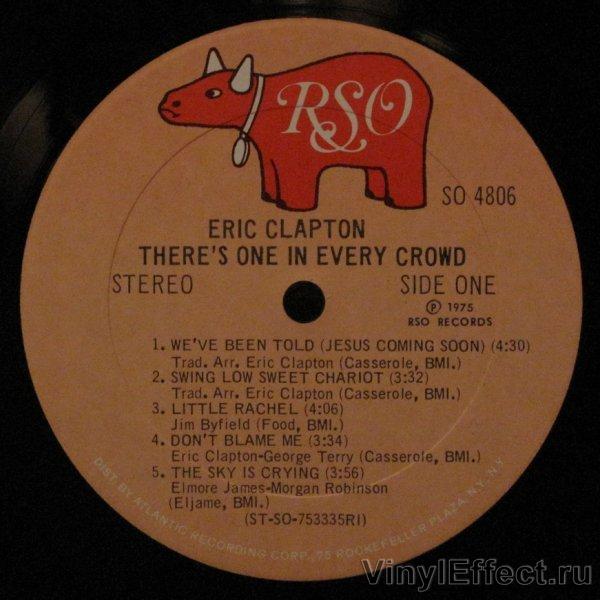 RSO
SO 4806
ERIC CLAPTON
THERE'S ONE IN EVERY CROWD
STEREO
SIDE ONE
℗ 1975
RSO RECORDS
1. WE'VE BEEN TOLD (JESUS COMING SOON) (4:30)
Trad. Arr. Eric Clapton (Casserole, BMI.)
2. SWING LOW SWEET CHARIOT (3:32)
Trad. Arr. Eric Clapton (Casserole, BMI.)
3. LITTLE RACHEL (4:06)
Jim Byfield (Food, BMI.)
4. DON'T BLAME ME (3:34)
Eric Clapton-George Terry (Casserole, BMI.)
5. THE SKY IS CRYING (3:56)
Elmore James-Morgan Robinson
(Eljame, BMI.)
(ST-SO-753335RI)
DIST. BY ATLANTIC RECORDING CORP., 75 ROCKEFELLER PLAZA, N.Y., N.Y.
VinylEffect.ru